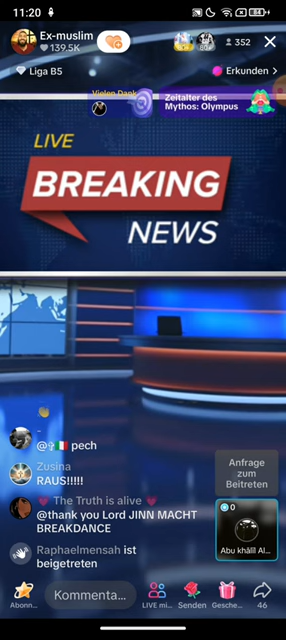 11:20
84
Ex-muslim
139.5K
352
Liga B5
Erkunden >
Vielen Dank
Zeitalter des
Mythos: Olympus
LIVE
BREAKING
NEWS
@✞🇮🇹 pech
Zusina
RAUS!!!!!
The Truth is alive
@thank you Lord JINN MACHT
BREAKDANCE
Raphaelmensah ist
beigetreten
Anfrage
zum
Beitreten
0
Abu khālīl Al...
Kommenta...
Abonn...
LIVE mi...
Senden
Gesche...
46